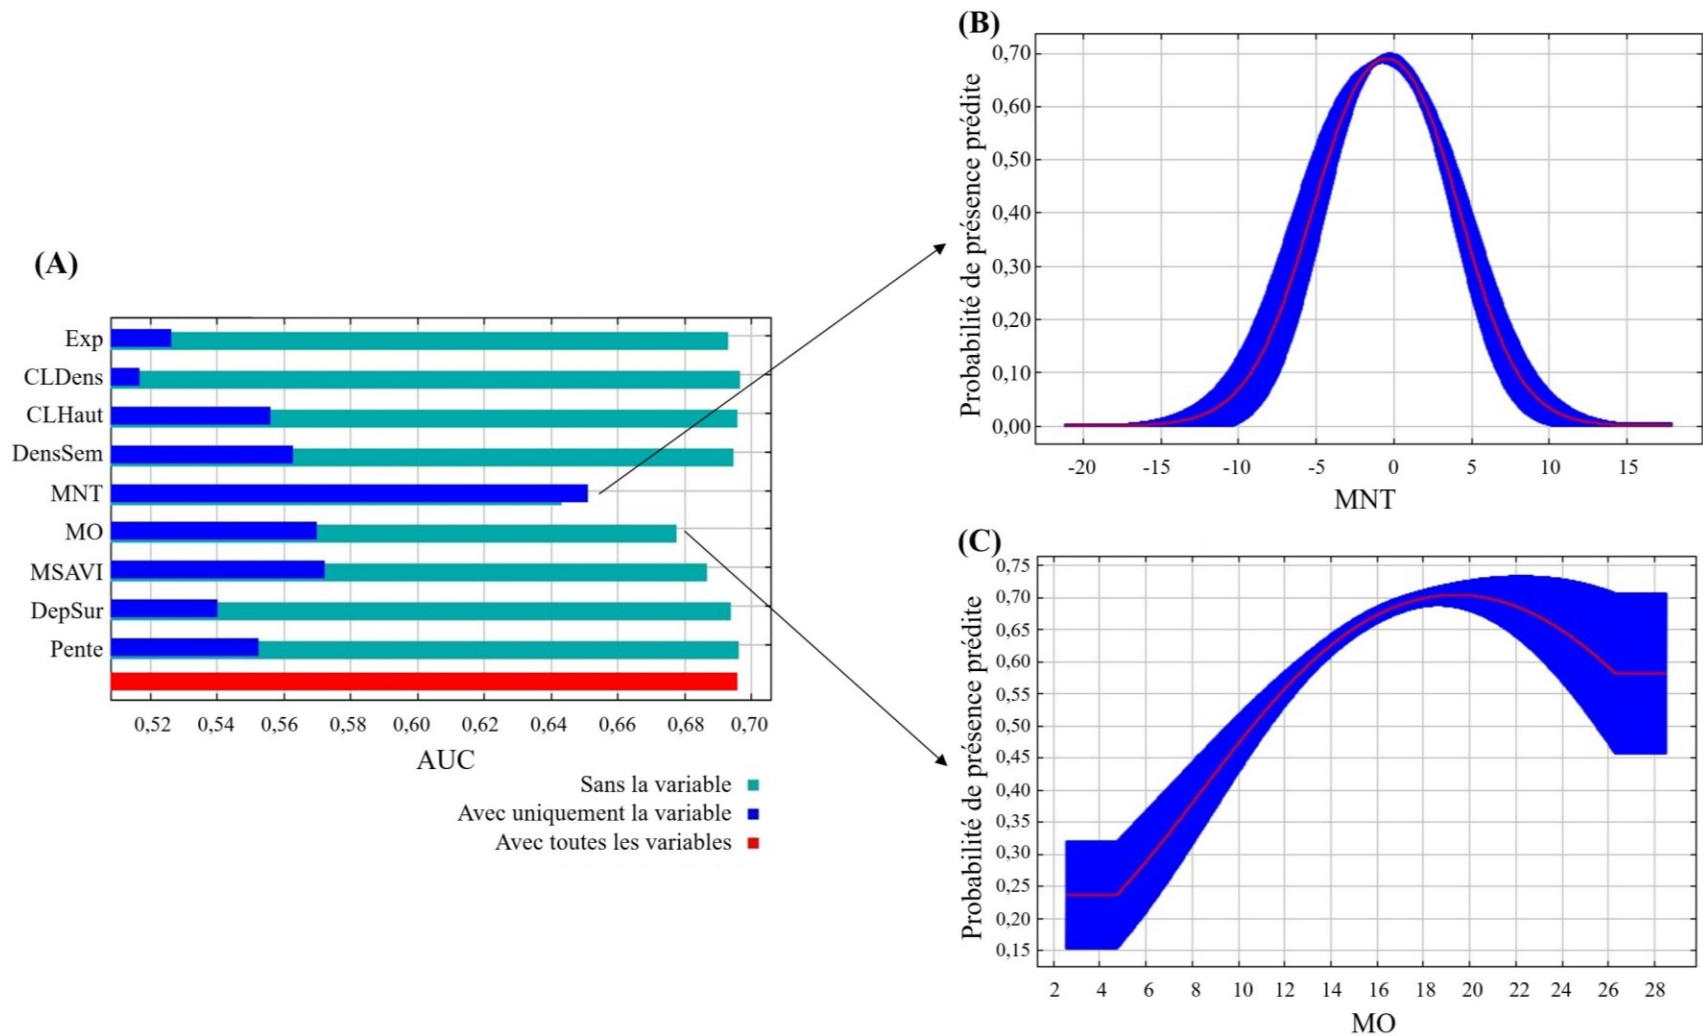 (A)
Exp
CLDens
CLHaut
DensSem
MNT
MO
MSAVI
DepSur
Pente
0,52 0,54 0,56 0,58 0,60 0,62 0,64 0,66 0,68 0,70
AUC
Sans la variable
Avec uniquement la variable
Avec toutes les variables
(B)
Probabilité de présence prédite
0,70
0,60
0,50
0,40
0,30
0,20
0,10
0,00
-20 -15 -10 -5 0 5 10 15
MNT
(C)
Probabilité de présence prédite
0,75
0,70
0,65
0,60
0,55
0,50
0,45
0,40
0,35
0,30
0,25
0,20
0,15
2 4 6 8 10 12 14 16 18 20 22 24 26 28
MO